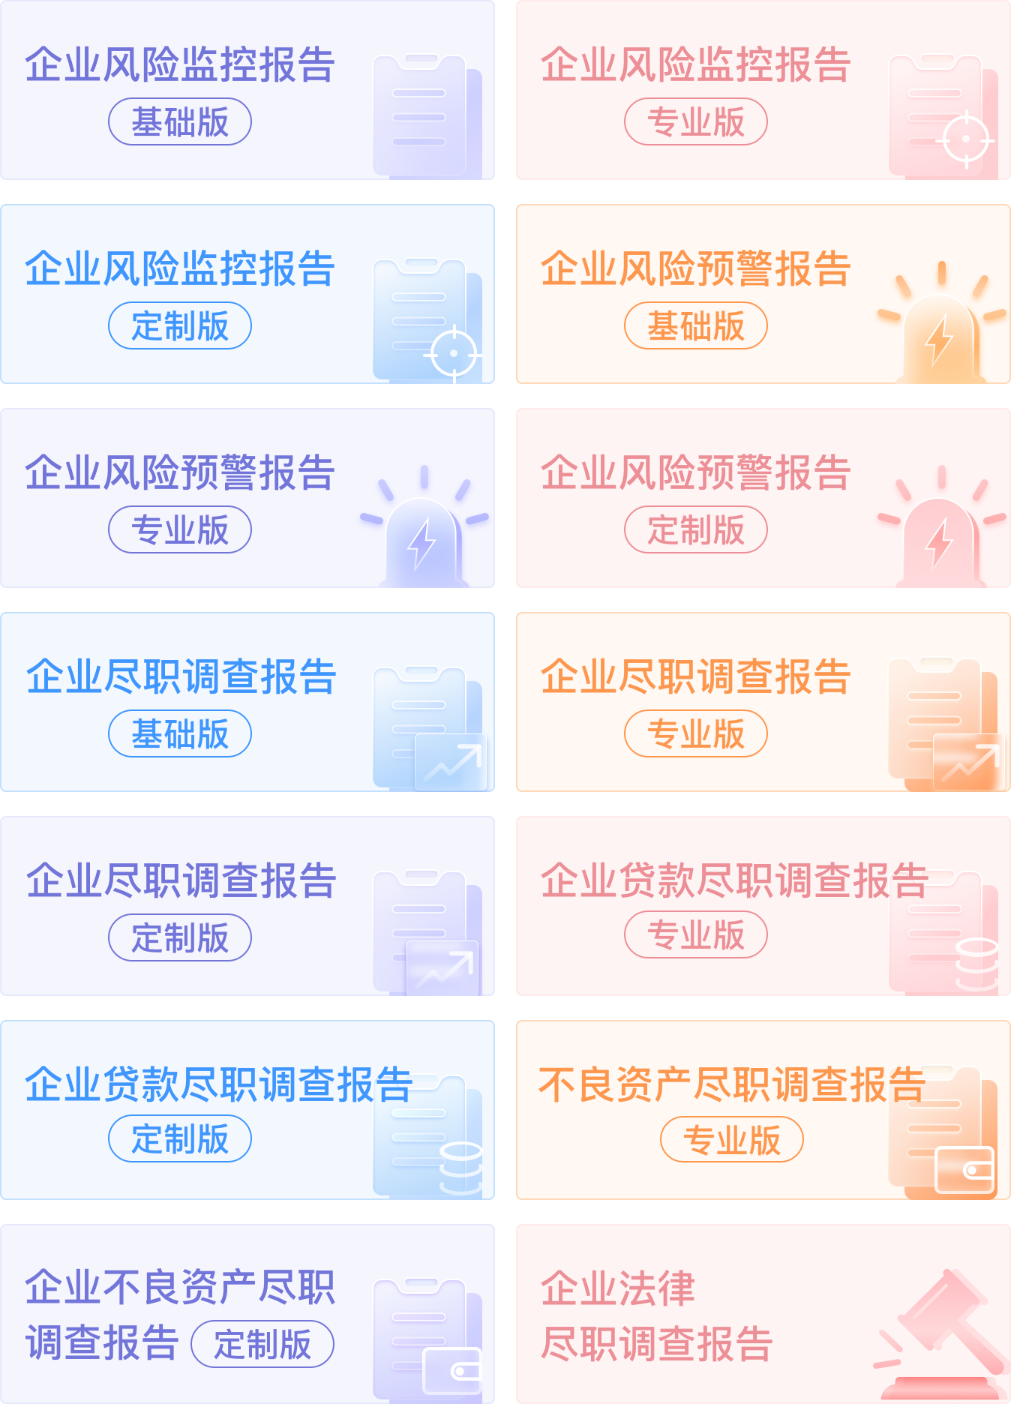 企业风险监控报告
基础版
企业风险监控报告
专业版
企业风险监控报告
定制版
企业风险预警报告
基础版
企业风险预警报告
专业版
企业风险预警报告
定制版
企业尽职调查报告
基础版
企业尽职调查报告
专业版
企业尽职调查报告
定制版
企业贷款尽职调查报告
专业版
企业贷款尽职调查报告
定制版
不良资产尽职调查报告
专业版
企业不良资产尽职
调查报告 定制版
企业法律
尽职调查报告